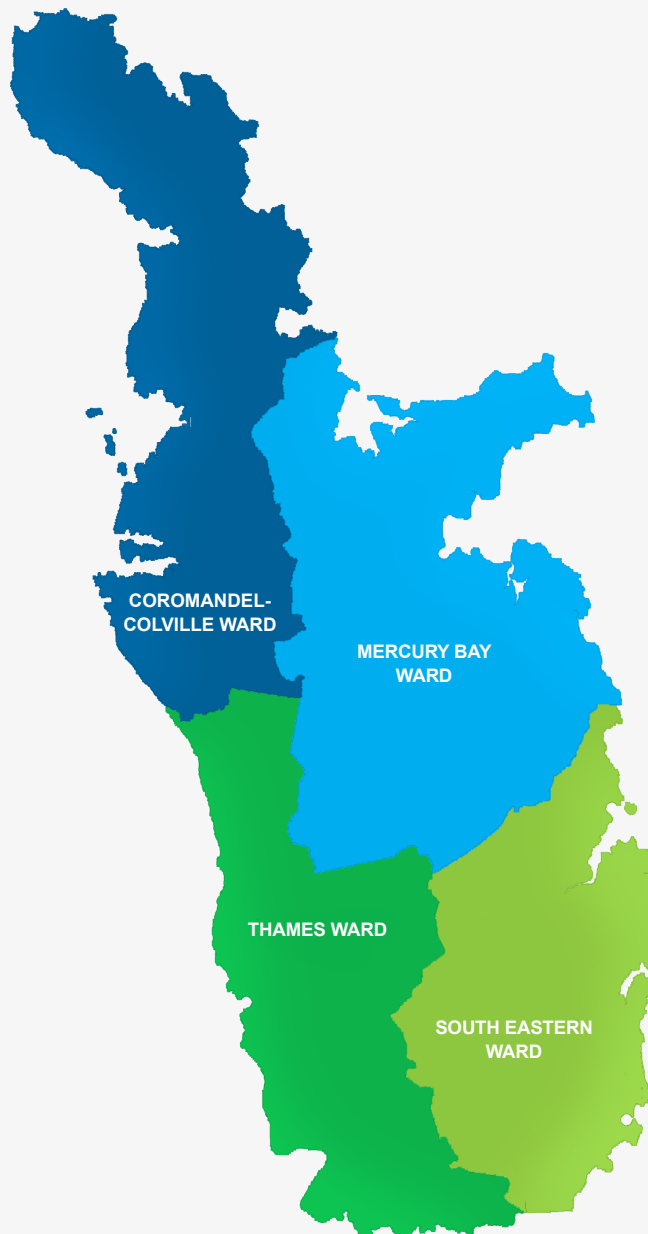 COROMANDEL-
COLVILLE WARD
MERCURY BAY
WARD
THAMES WARD
SOUTH EASTERN
WARD